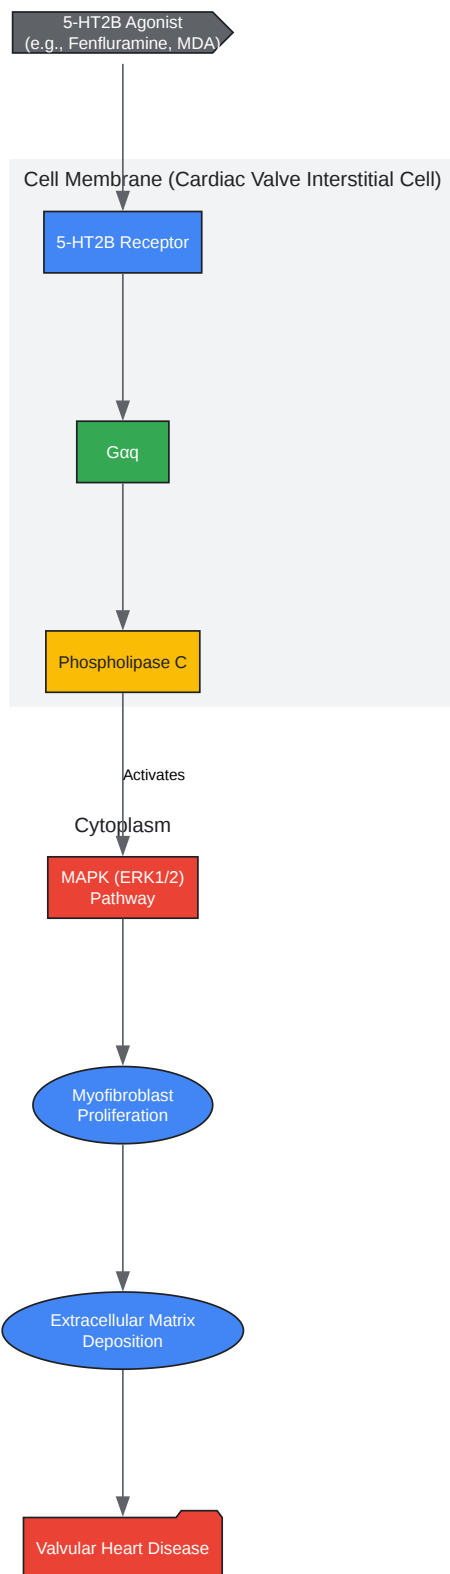 5-HT2B Agonist
(e.g., Fenfluramine, MDA)
Cell Membrane (Cardiac Valve Interstitial Cell)
5-HT2B Receptor
Gαq
Phospholipase C
Activates
Cytoplasm
MAPK (ERK1/2)
Pathway
Myofibroblast
Proliferation
Extracellular Matrix
Deposition
Valvular Heart Disease